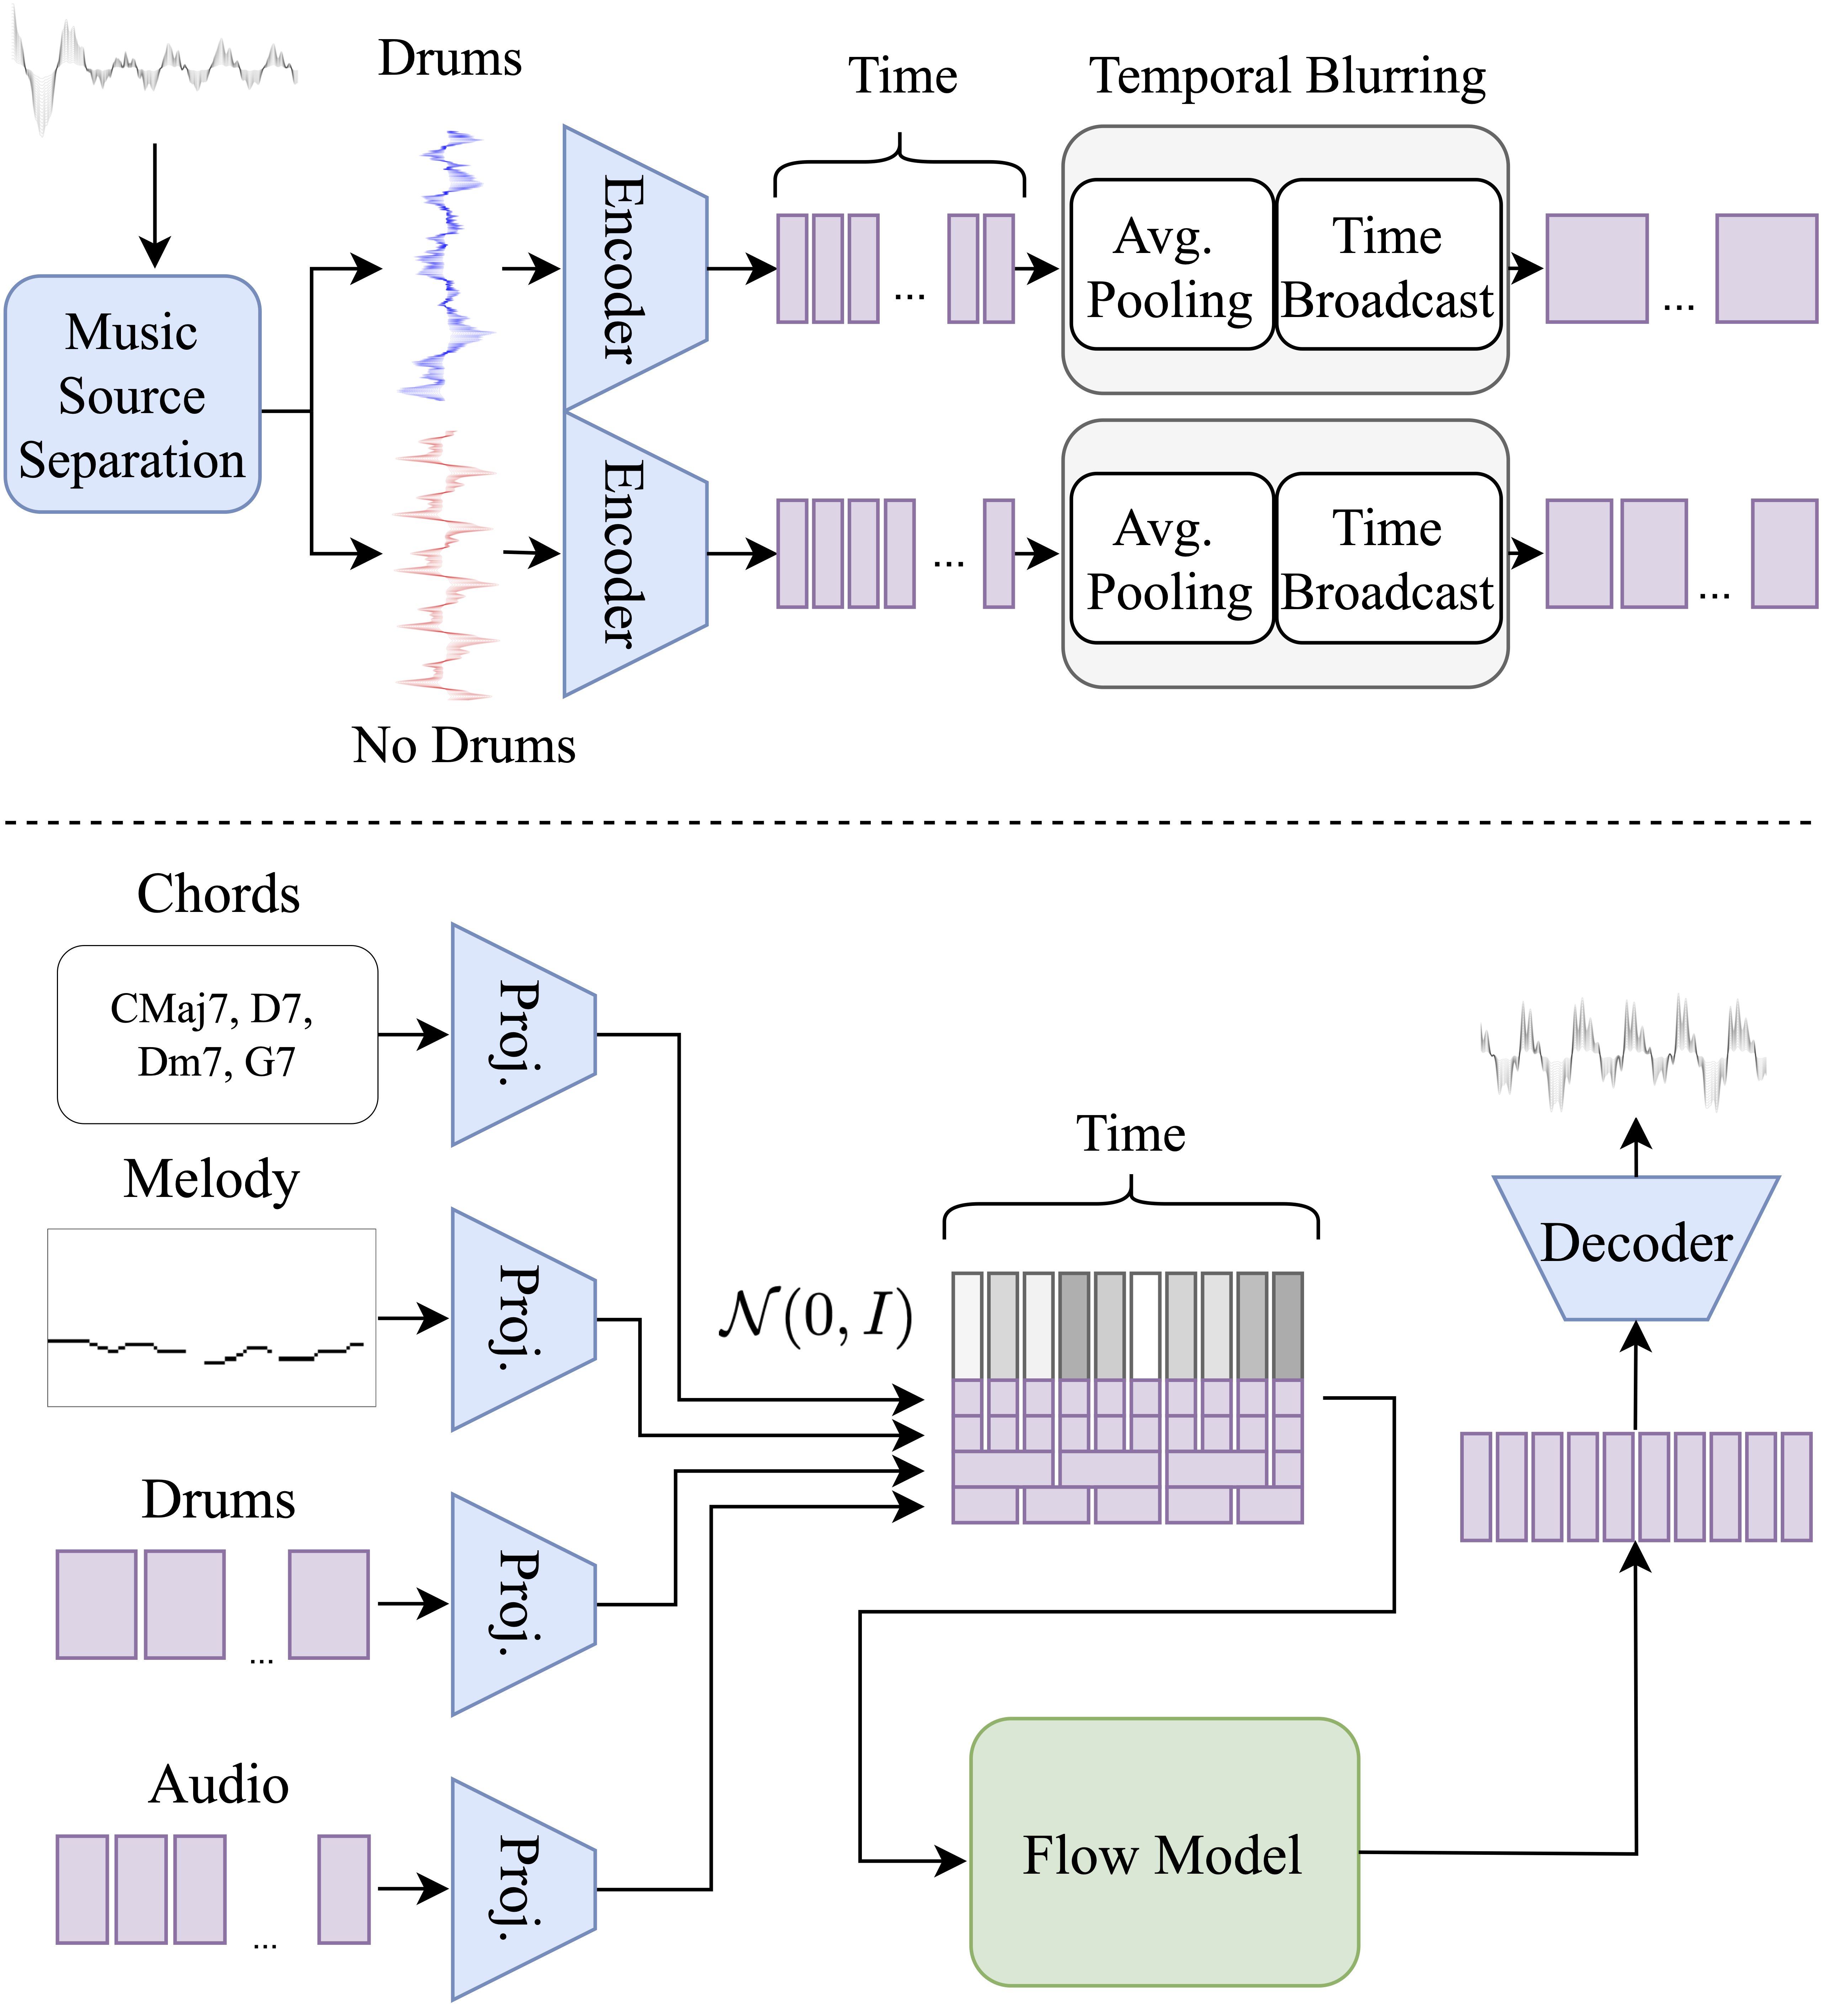 Drums
Time
Temporal Blurring
Music
Source
Separation
Encoder
...
Avg.
Pooling
Time
Broadcast
...
Encoder
...
Avg.
Pooling
Time
Broadcast
...
No Drums
Chords
CMaj7, D7,
Dm7, G7
Proj.
Melody
Proj.
Time
𝒩(0, I)
Decoder
Drums
...
Proj.
Audio
...
Proj.
Flow Model